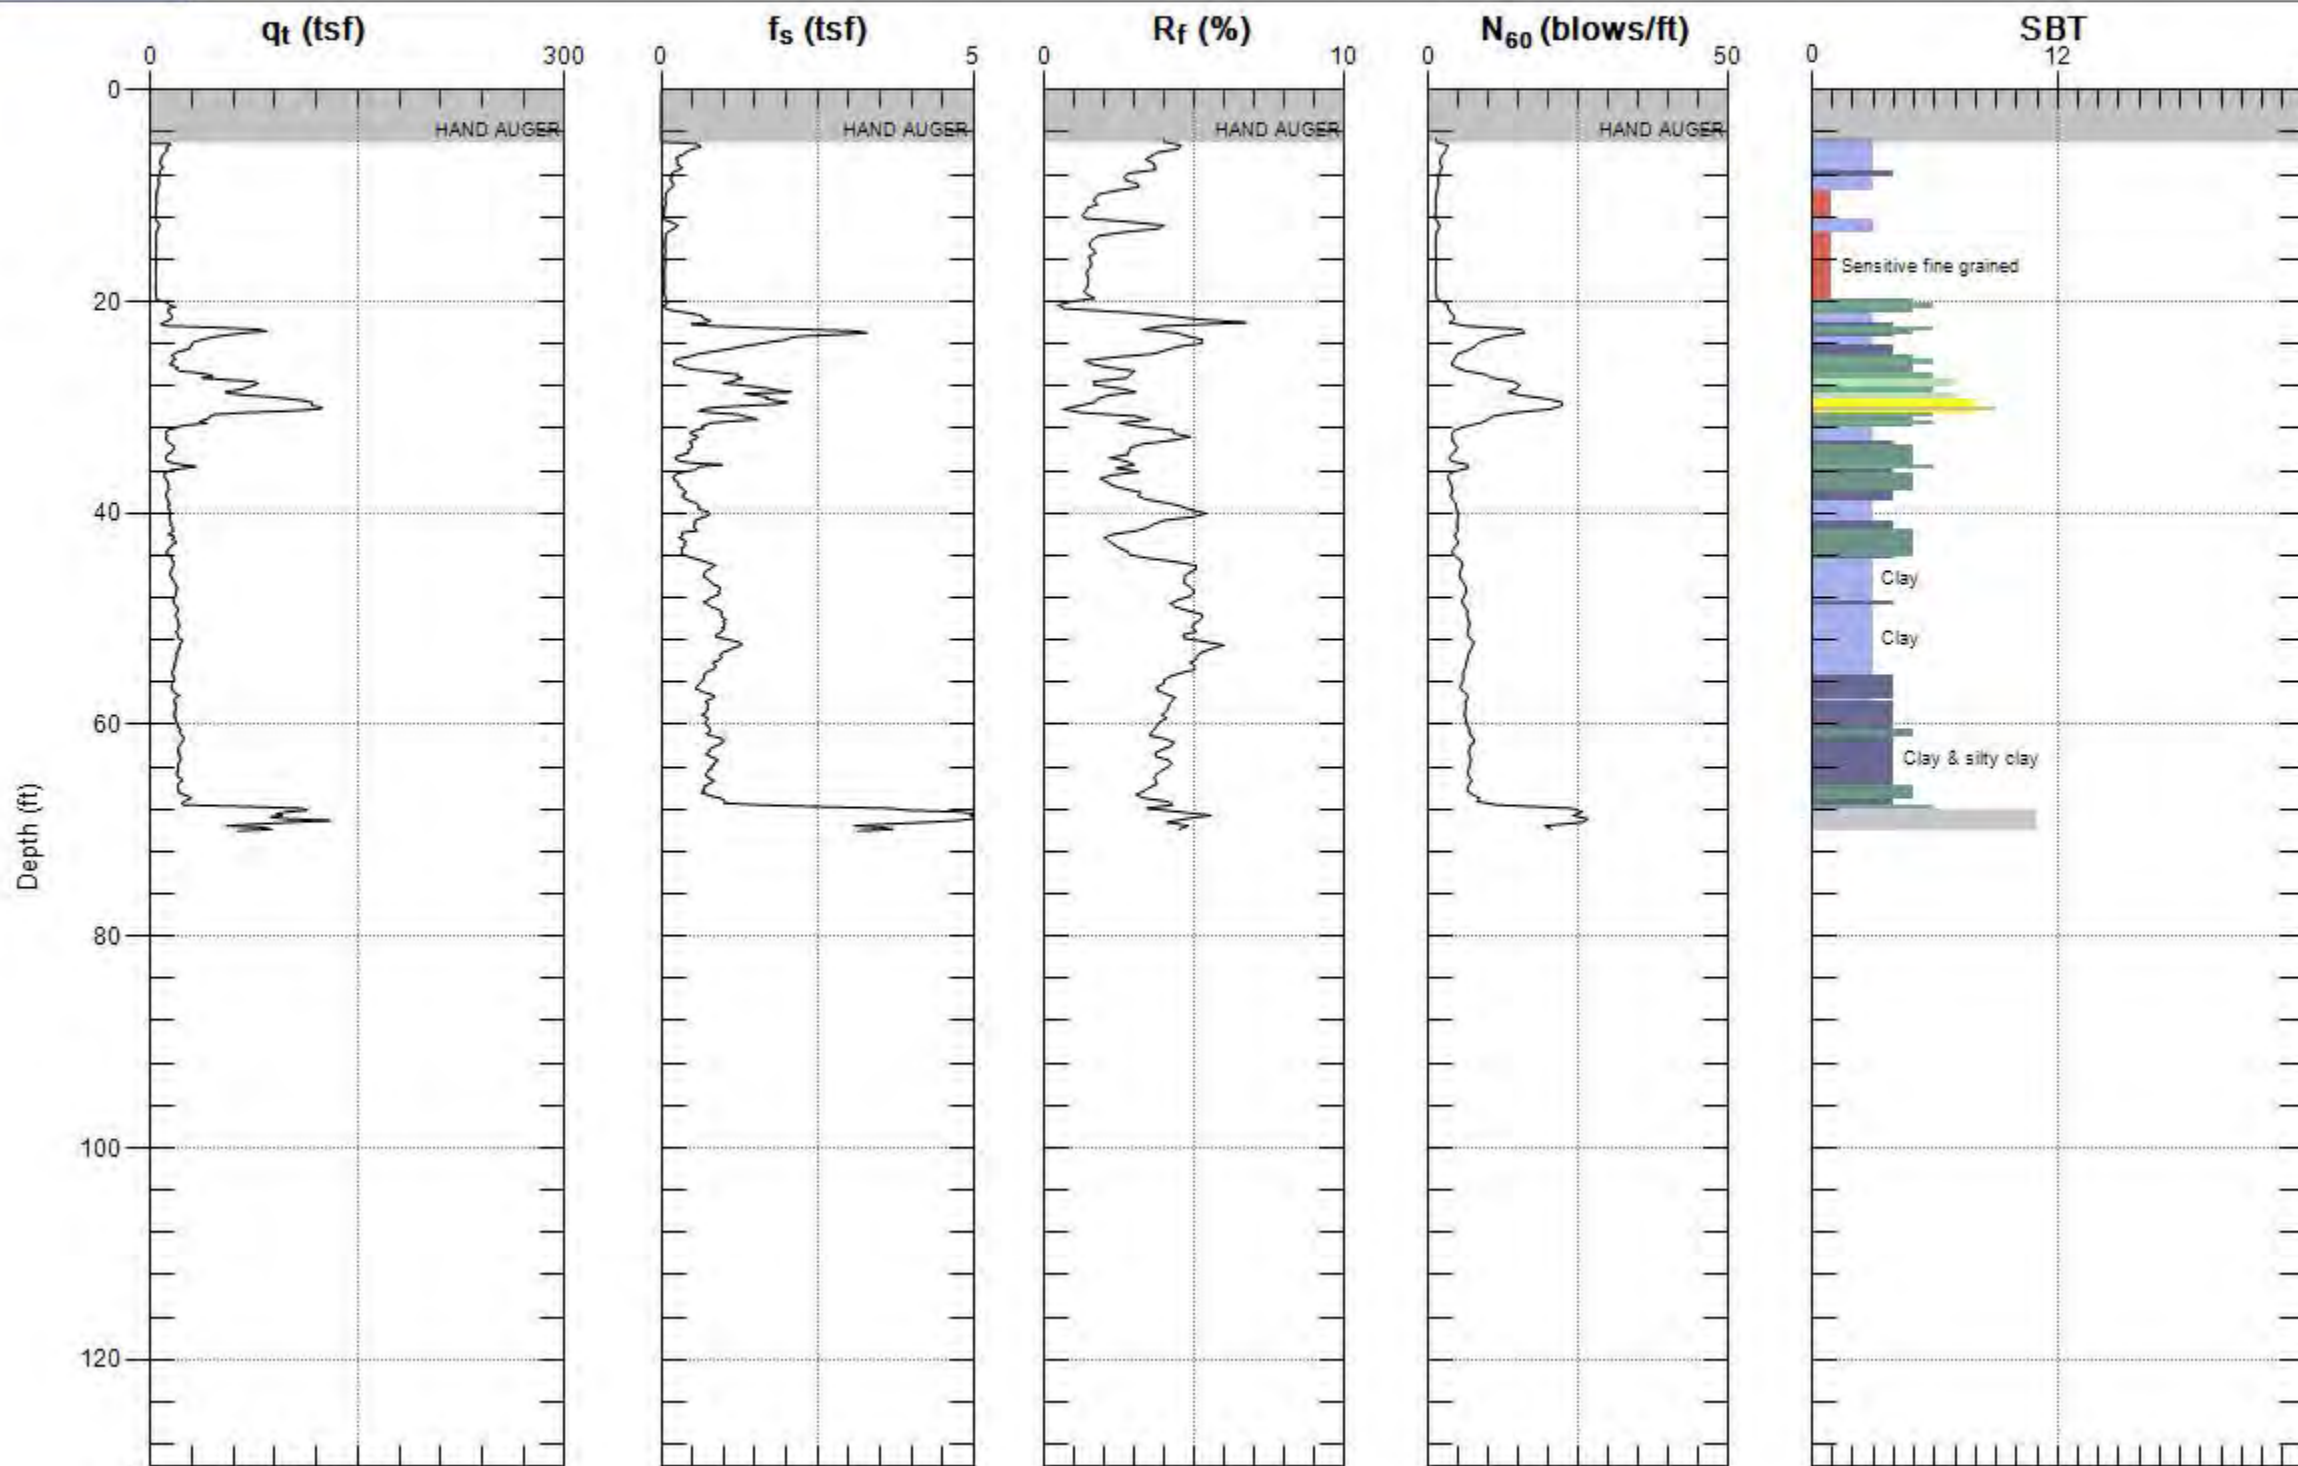 qt (tsf)
fs (tsf)
Rf (%)
N60 (blows/ft)
SBT
0
300
0
5
0
10
0
50
0
12
0
HAND AUGER
HAND AUGER
HAND AUGER
HAND AUGER
Sensitive fine grained
20
40
Clay
Clay
60
Clay & silty clay
Depth (ft)
80
100
120